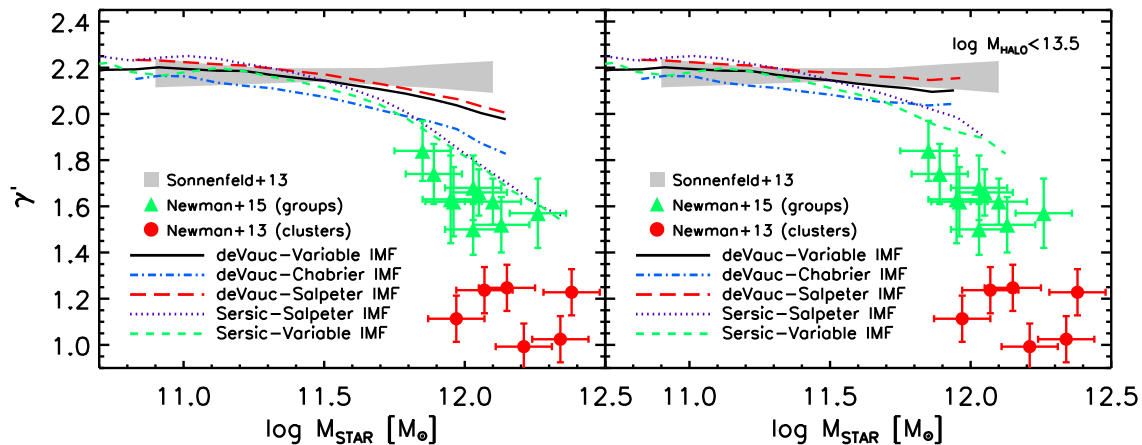 2.4
2.2
2.0
1.8
1.6
1.4
1.2
1.0
γ'
Sonnenfeld+13
Newman+15 (groups)
Newman+13 (clusters)
deVauc-Variable IMF
deVauc-Chabrier IMF
deVauc-Salpeter IMF
Sersic-Salpeter IMF
Sersic-Variable IMF
11.0 11.5 12.0 12.5
log M_STAR [M_⊙]
log M_HALO<13.5
Sonnenfeld+13
Newman+15 (groups)
Newman+13 (clusters)
deVauc-Variable IMF
deVauc-Chabrier IMF
deVauc-Salpeter IMF
Sersic-Salpeter IMF
Sersic-Variable IMF
11.0 11.5 12.0 12.5
log M_STAR [M_⊙]